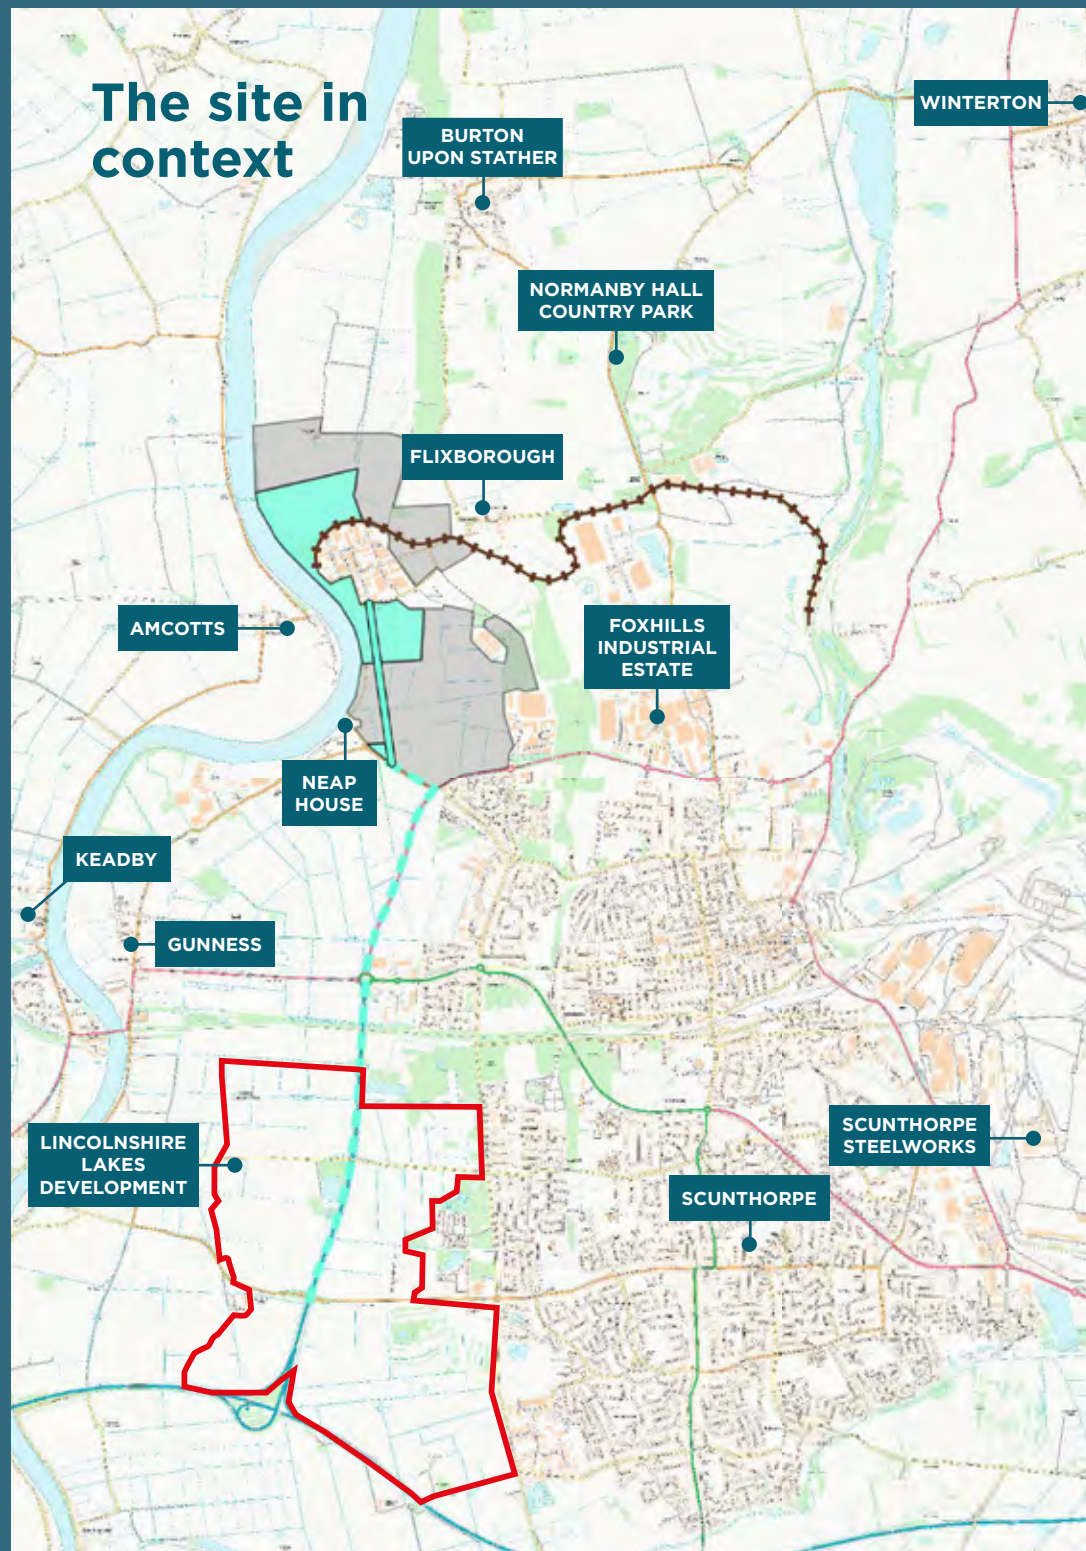 The site in
context
WINTERTON
BURTON
UPON STATHER
NORMANBY HALL
COUNTRY PARK
FLIXBOROUGH
AMCOTTS
FOXHILLS
INDUSTRIAL
ESTATE
NEAP
HOUSE
KEADBY
GUNNESS
LINCOLNSHIRE
LAKES
DEVELOPMENT
SCUNTHORPE
STEELWORKS
SCUNTHORPE